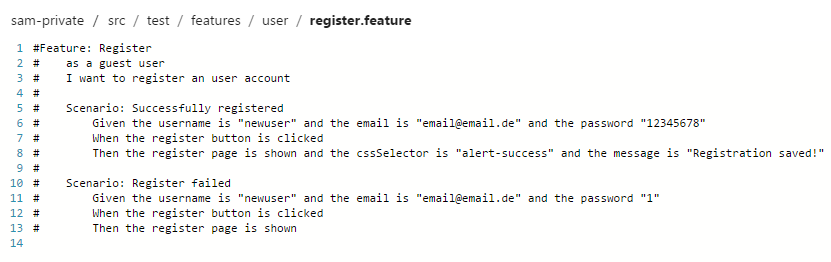 sam-private / src / test / features / user / register.feature
1 #Feature: Register
2 #    as a guest user
3 #    I want to register an user account
4 #
5 #    Scenario: Successfully registered
6 #        Given the username is "newuser" and the email is "email@email.de" and the password "12345678"
7 #        When the register button is clicked
8 #        Then the register page is shown and the cssSelector is "alert-success" and the message is "Registration saved!"
9 #
10 #    Scenario: Register failed
11 #        Given the username is "newuser" and the email is "email@email.de" and the password "1"
12 #        When the register button is clicked
13 #        Then the register page is shown
14